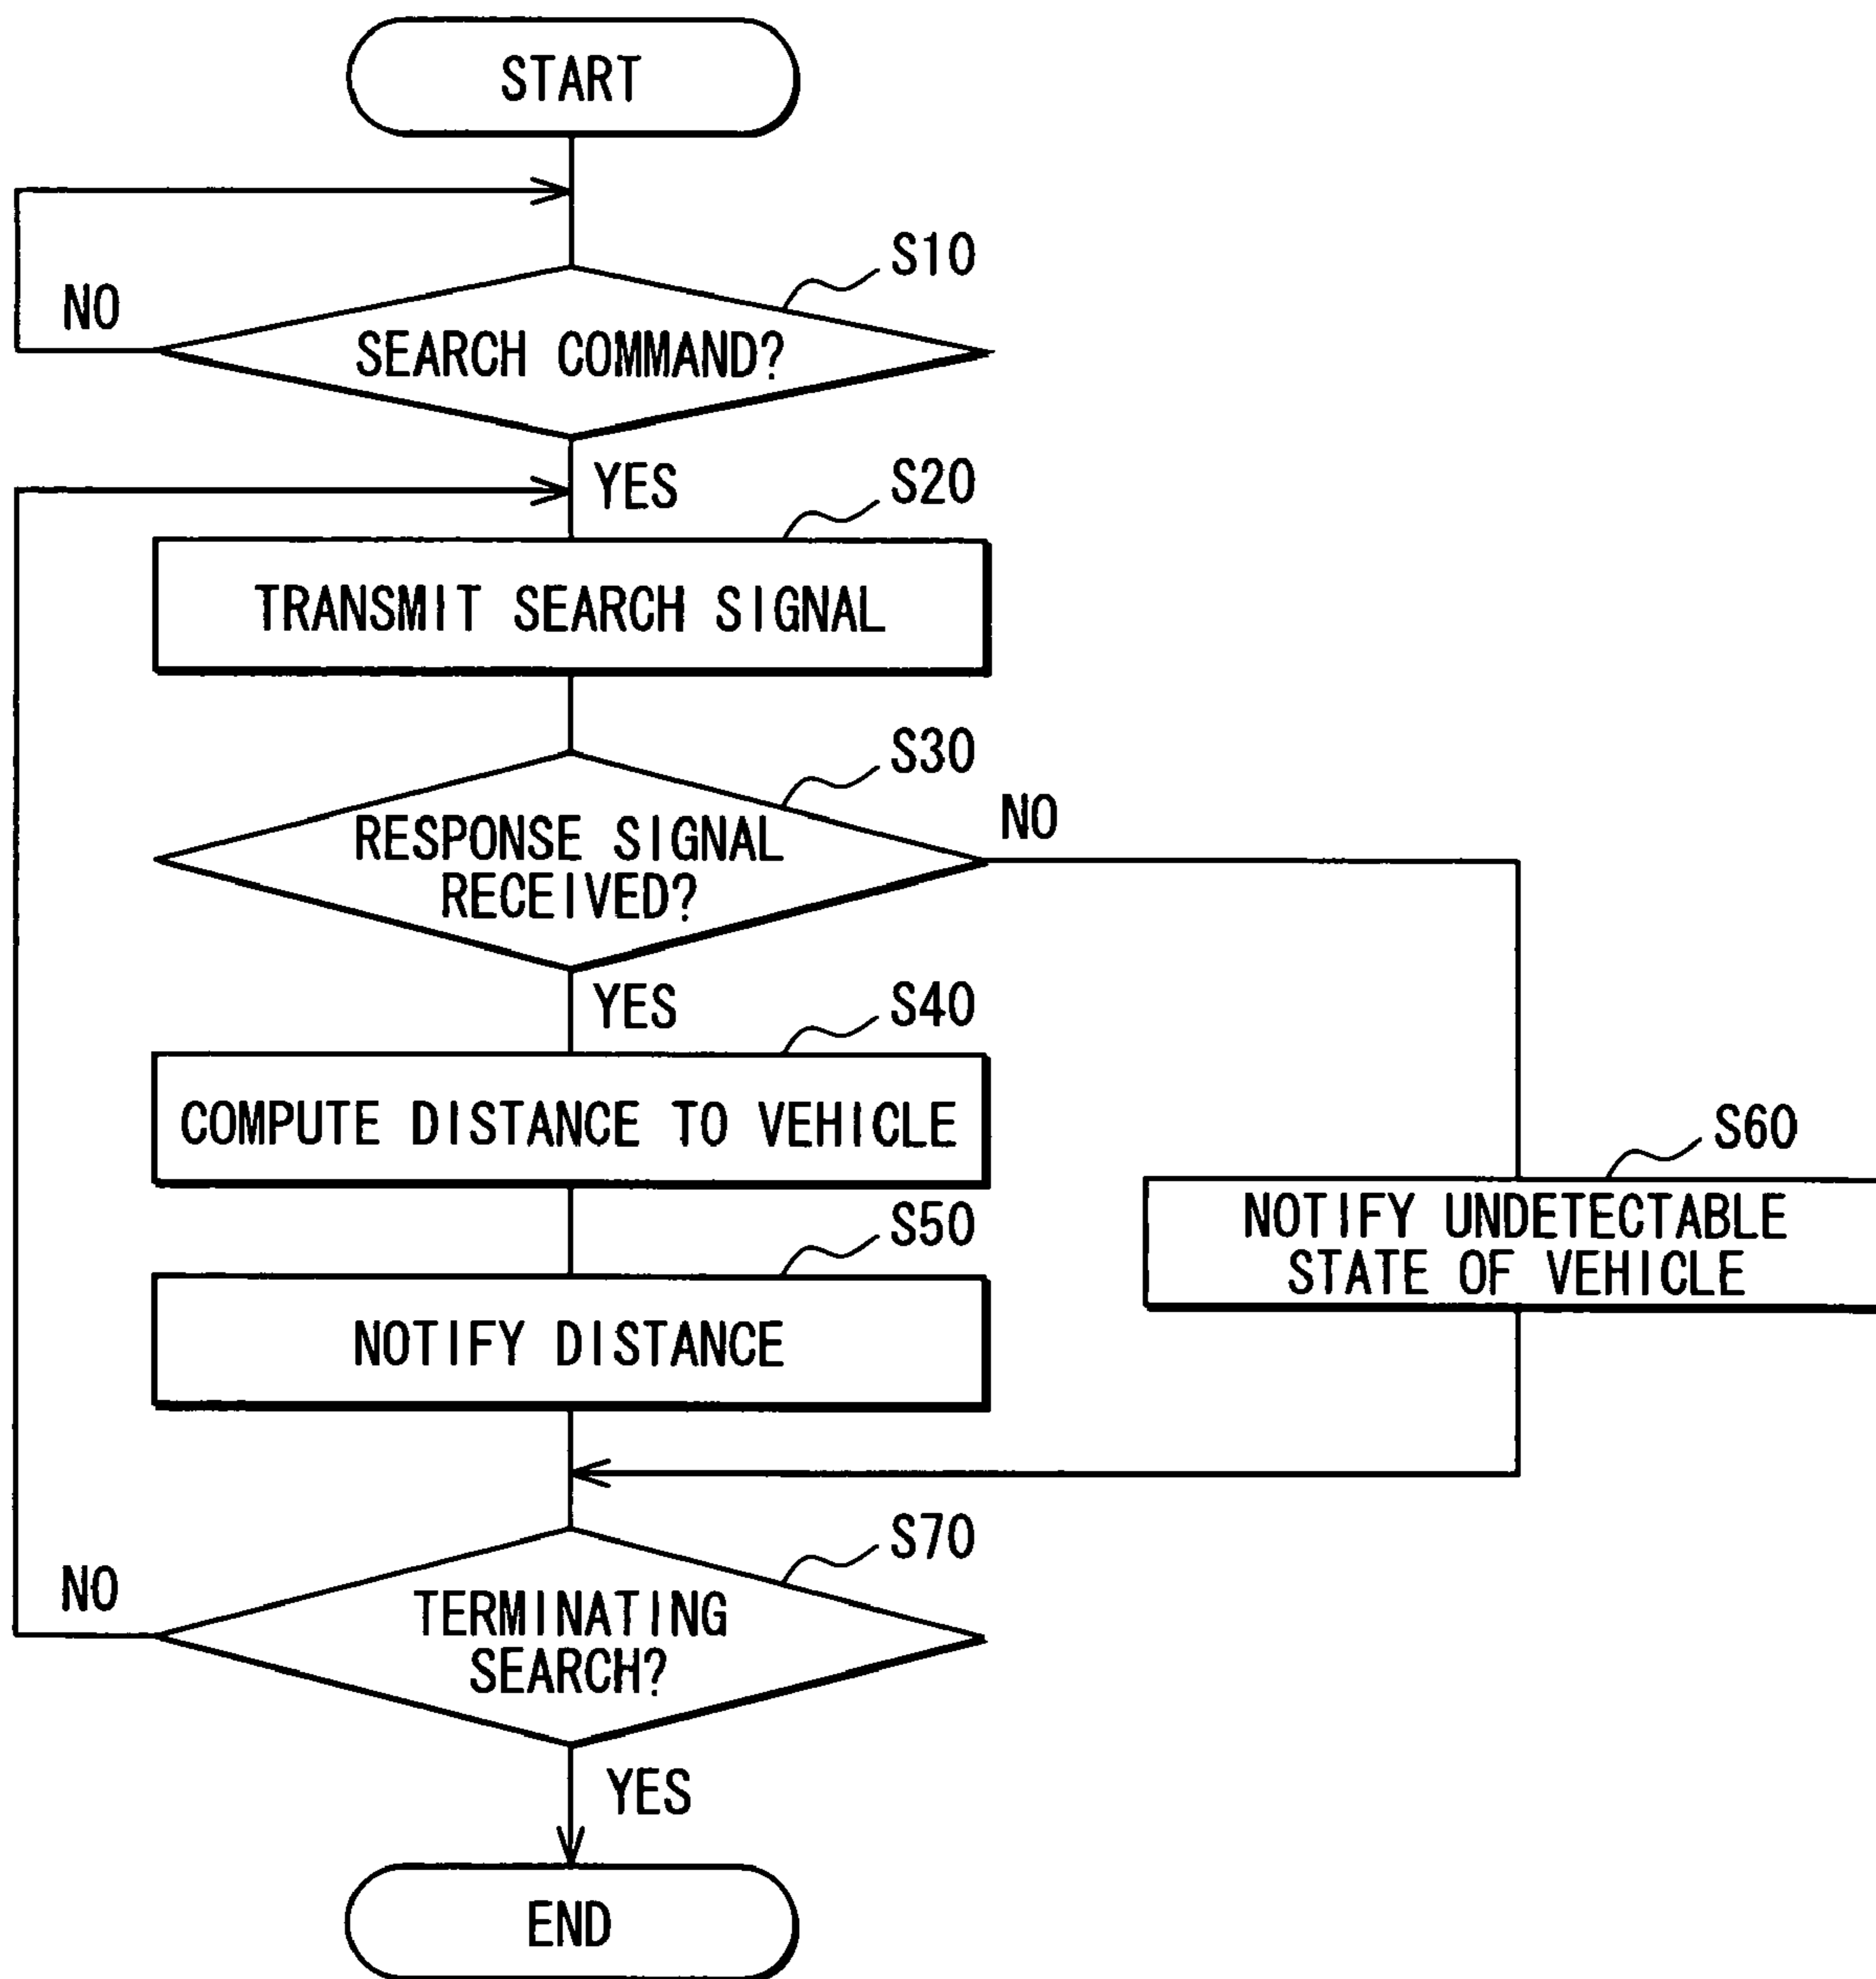 START
S10
NO
SEARCH COMMAND?
YES
S20
TRANSMIT SEARCH SIGNAL
S30
NO
RESPONSE SIGNAL
RECEIVED?
YES
S40
COMPUTE DISTANCE TO VEHICLE
S60
NOTIFY UNDETECTABLE
STATE OF VEHICLE
S50
NOTIFY DISTANCE
S70
NO
TERMINATING
SEARCH?
YES
END